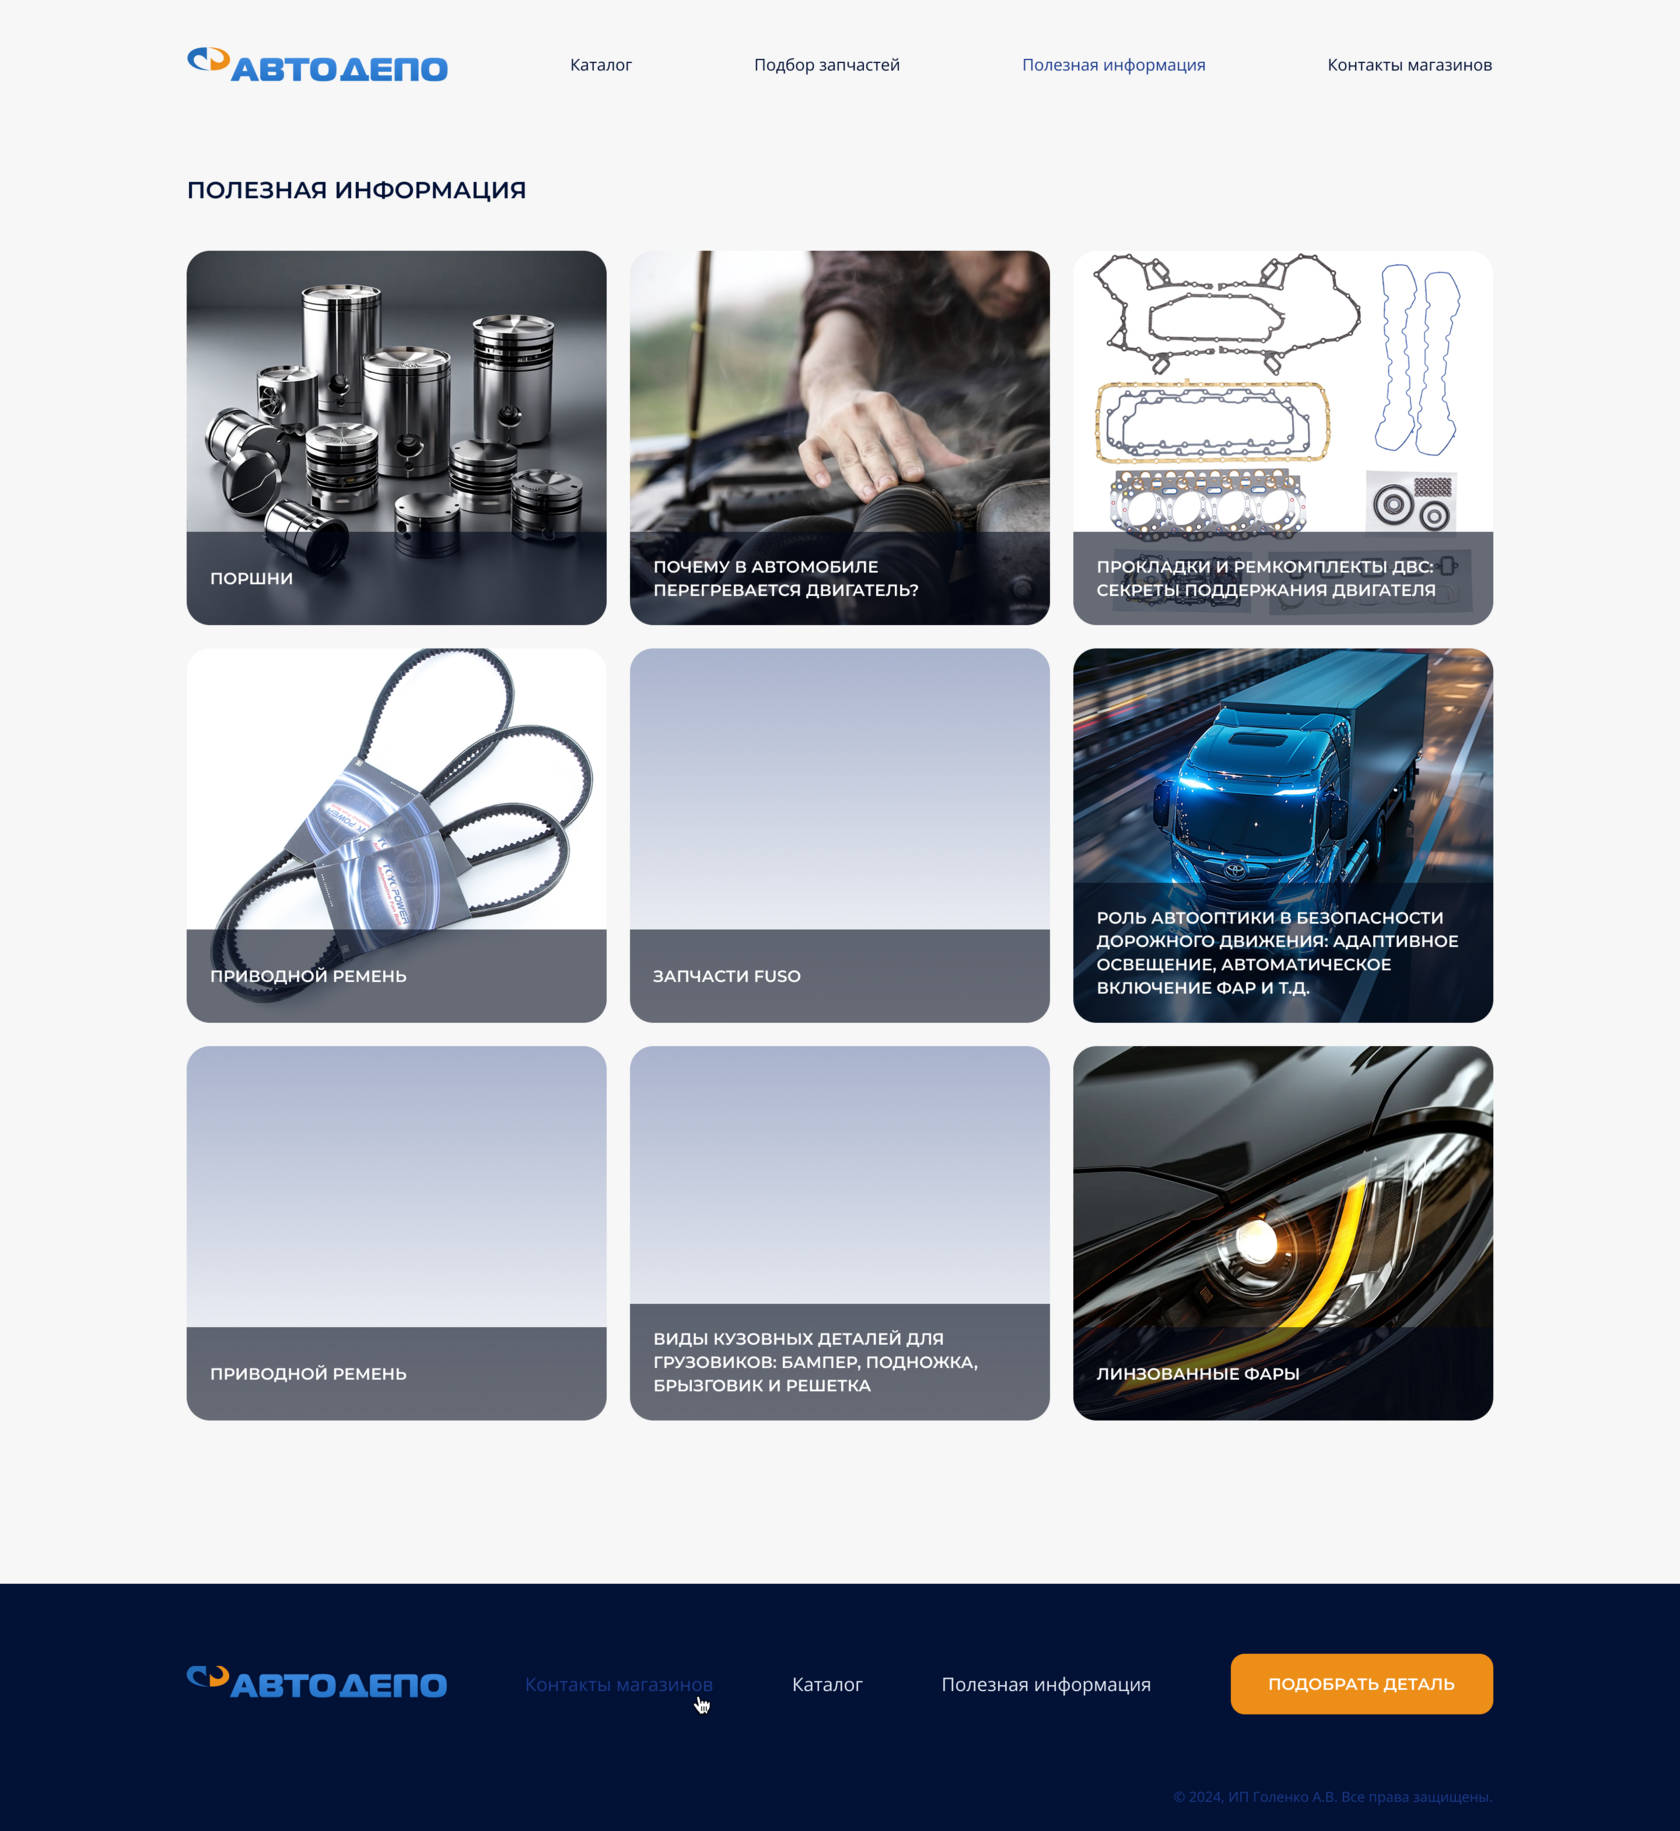 АВТОДЕПО
Каталог
Подбор запчастей
Полезная информация
Контакты магазинов
ПОЛЕЗНАЯ ИНФОРМАЦИЯ
ПОРШНИ
ПОЧЕМУ В АВТОМОБИЛЕ
ПЕРЕГРЕВАЕТСЯ ДВИГАТЕЛЬ?
ПРОКЛАДКИ И РЕМКОМПЛЕКТЫ ДВС:
СЕКРЕТЫ ПОДДЕРЖАНИЯ ДВИГАТЕЛЯ
TOYOPOWER
ПРИВОДНОЙ РЕМЕНЬ
ЗАПЧАСТИ FUSO
РОЛЬ АВТООПТИКИ В БЕЗОПАСНОСТИ
ДОРОЖНОГО ДВИЖЕНИЯ: АДАПТИВНОЕ
ОСВЕЩЕНИЕ, АВТОМАТИЧЕСКОЕ
ВКЛЮЧЕНИЕ ФАР И Т.Д.
ПРИВОДНОЙ РЕМЕНЬ
ВИДЫ КУЗОВНЫХ ДЕТАЛЕЙ ДЛЯ
ГРУЗОВИКОВ: БАМПЕР, ПОДНОЖКА,
БРЫЗГОВИК И РЕШЕТКА
ЛИНЗОВАННЫЕ ФАРЫ
АВТОДЕПО
Контакты магазинов
Каталог
Полезная информация
ПОДОБРАТЬ ДЕТАЛЬ
© 2024, ИП Голенко А.В. Все права защищены.